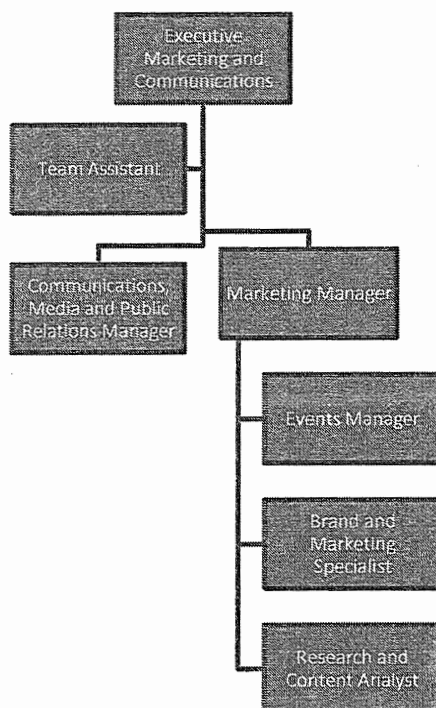 Executive
Marketing and
Communications
Team Assistant
Communications,
Media and Public
Relations Manager
Marketing Manager
Events Manager
Brand and
Marketing
Specialist
Research and
Content Analyst